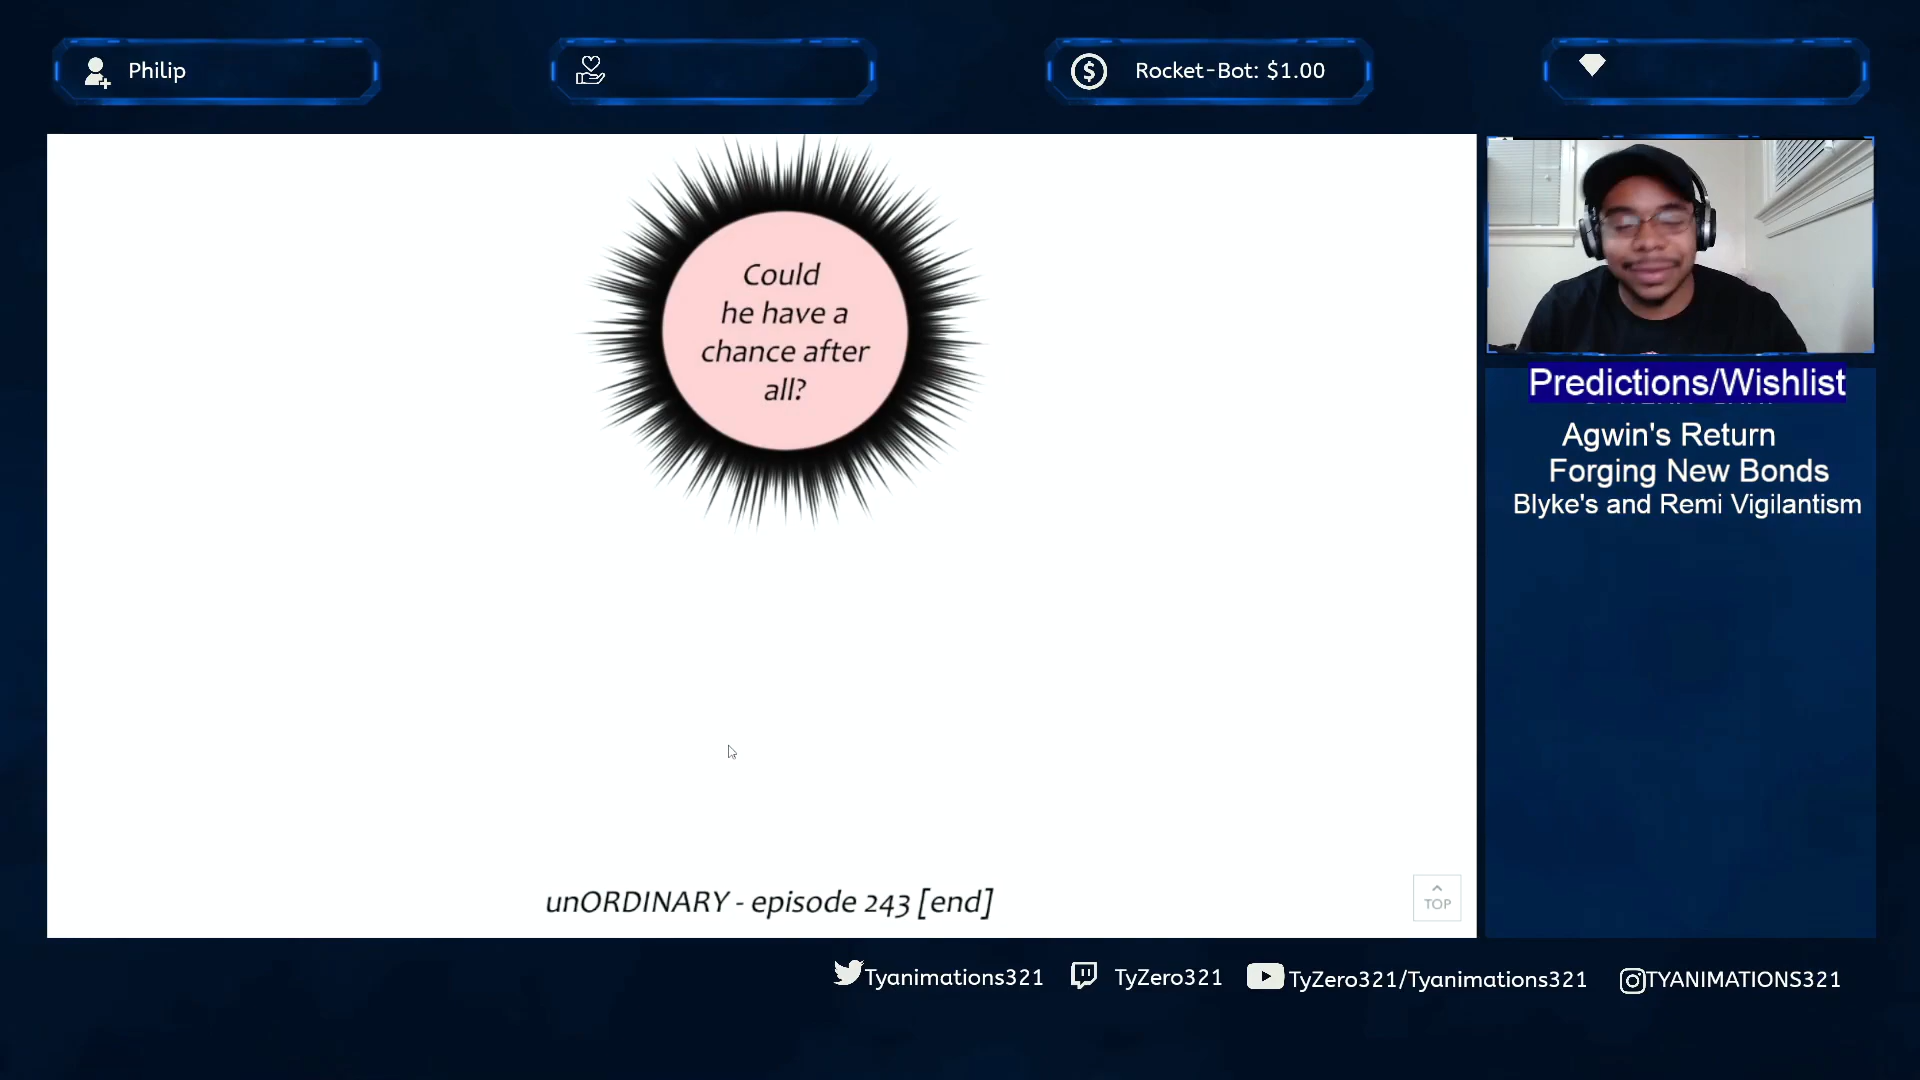 Philip
Rocket-Bot: $1.00
Could
he have a
chance after
all?
Predictions/Wishlist
Agwin's Return
Forging New Bonds
Blyke's and Remi Vigilantism
unORDINARY - episode 243 [end]
TOP
Tyanimations321
TyZero321
TyZero321/Tyanimations321
TYANIMATIONS321